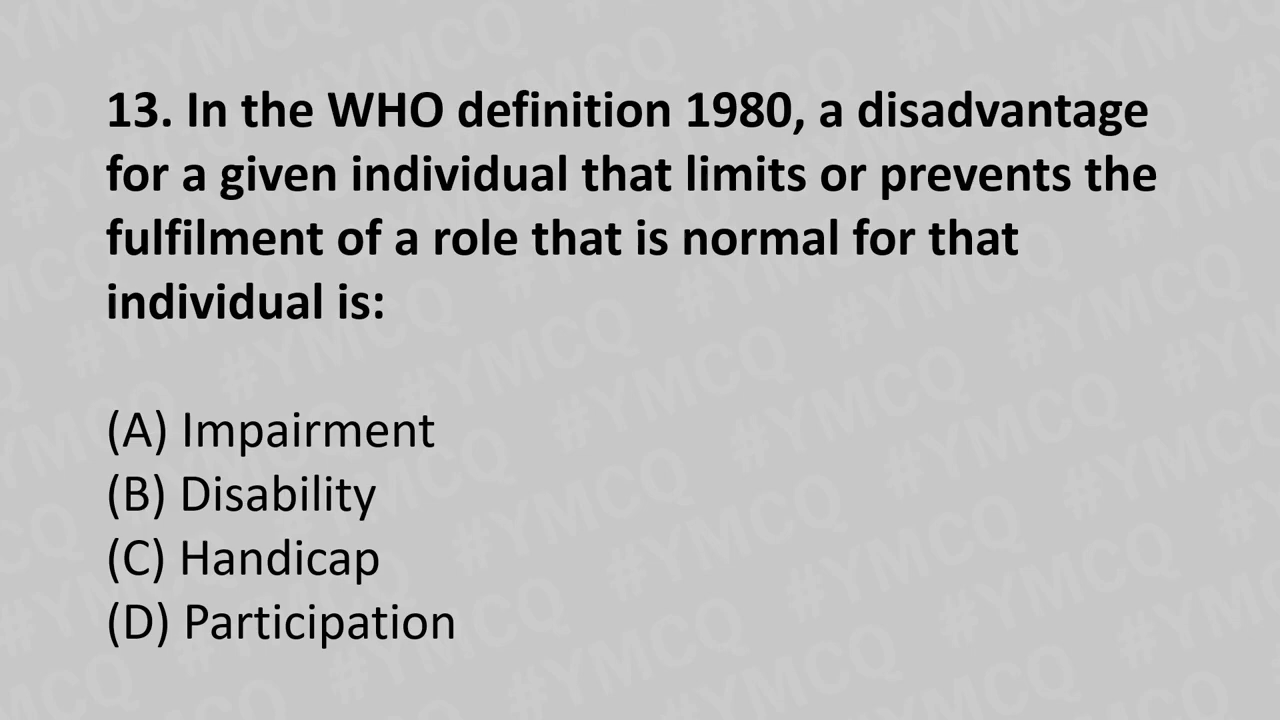 13. In the WHO definition 1980, a disadvantage
for a given individual that limits or prevents the
fulfilment of a role that is normal for that
individual is:
(A) Impairment
(B) Disability
(C) Handicap
(D) Participation
#YMCQ